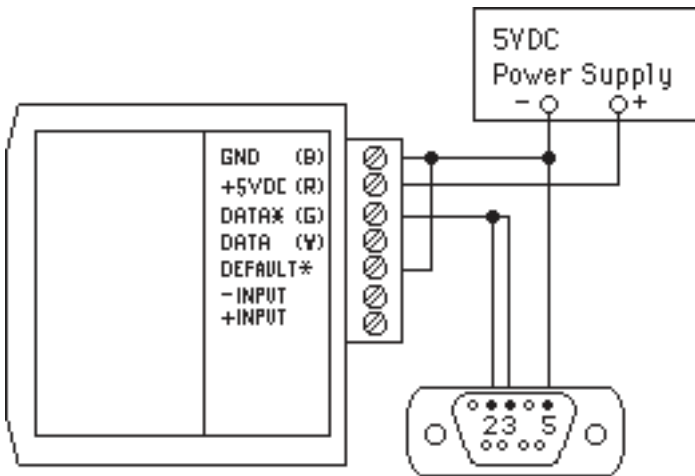 5VDC
Power Supply
- +
GND (B)
+5VDC (R)
DATA* (G)
DATA (Y)
DEFAULT*
-INPUT
+INPUT
23 5